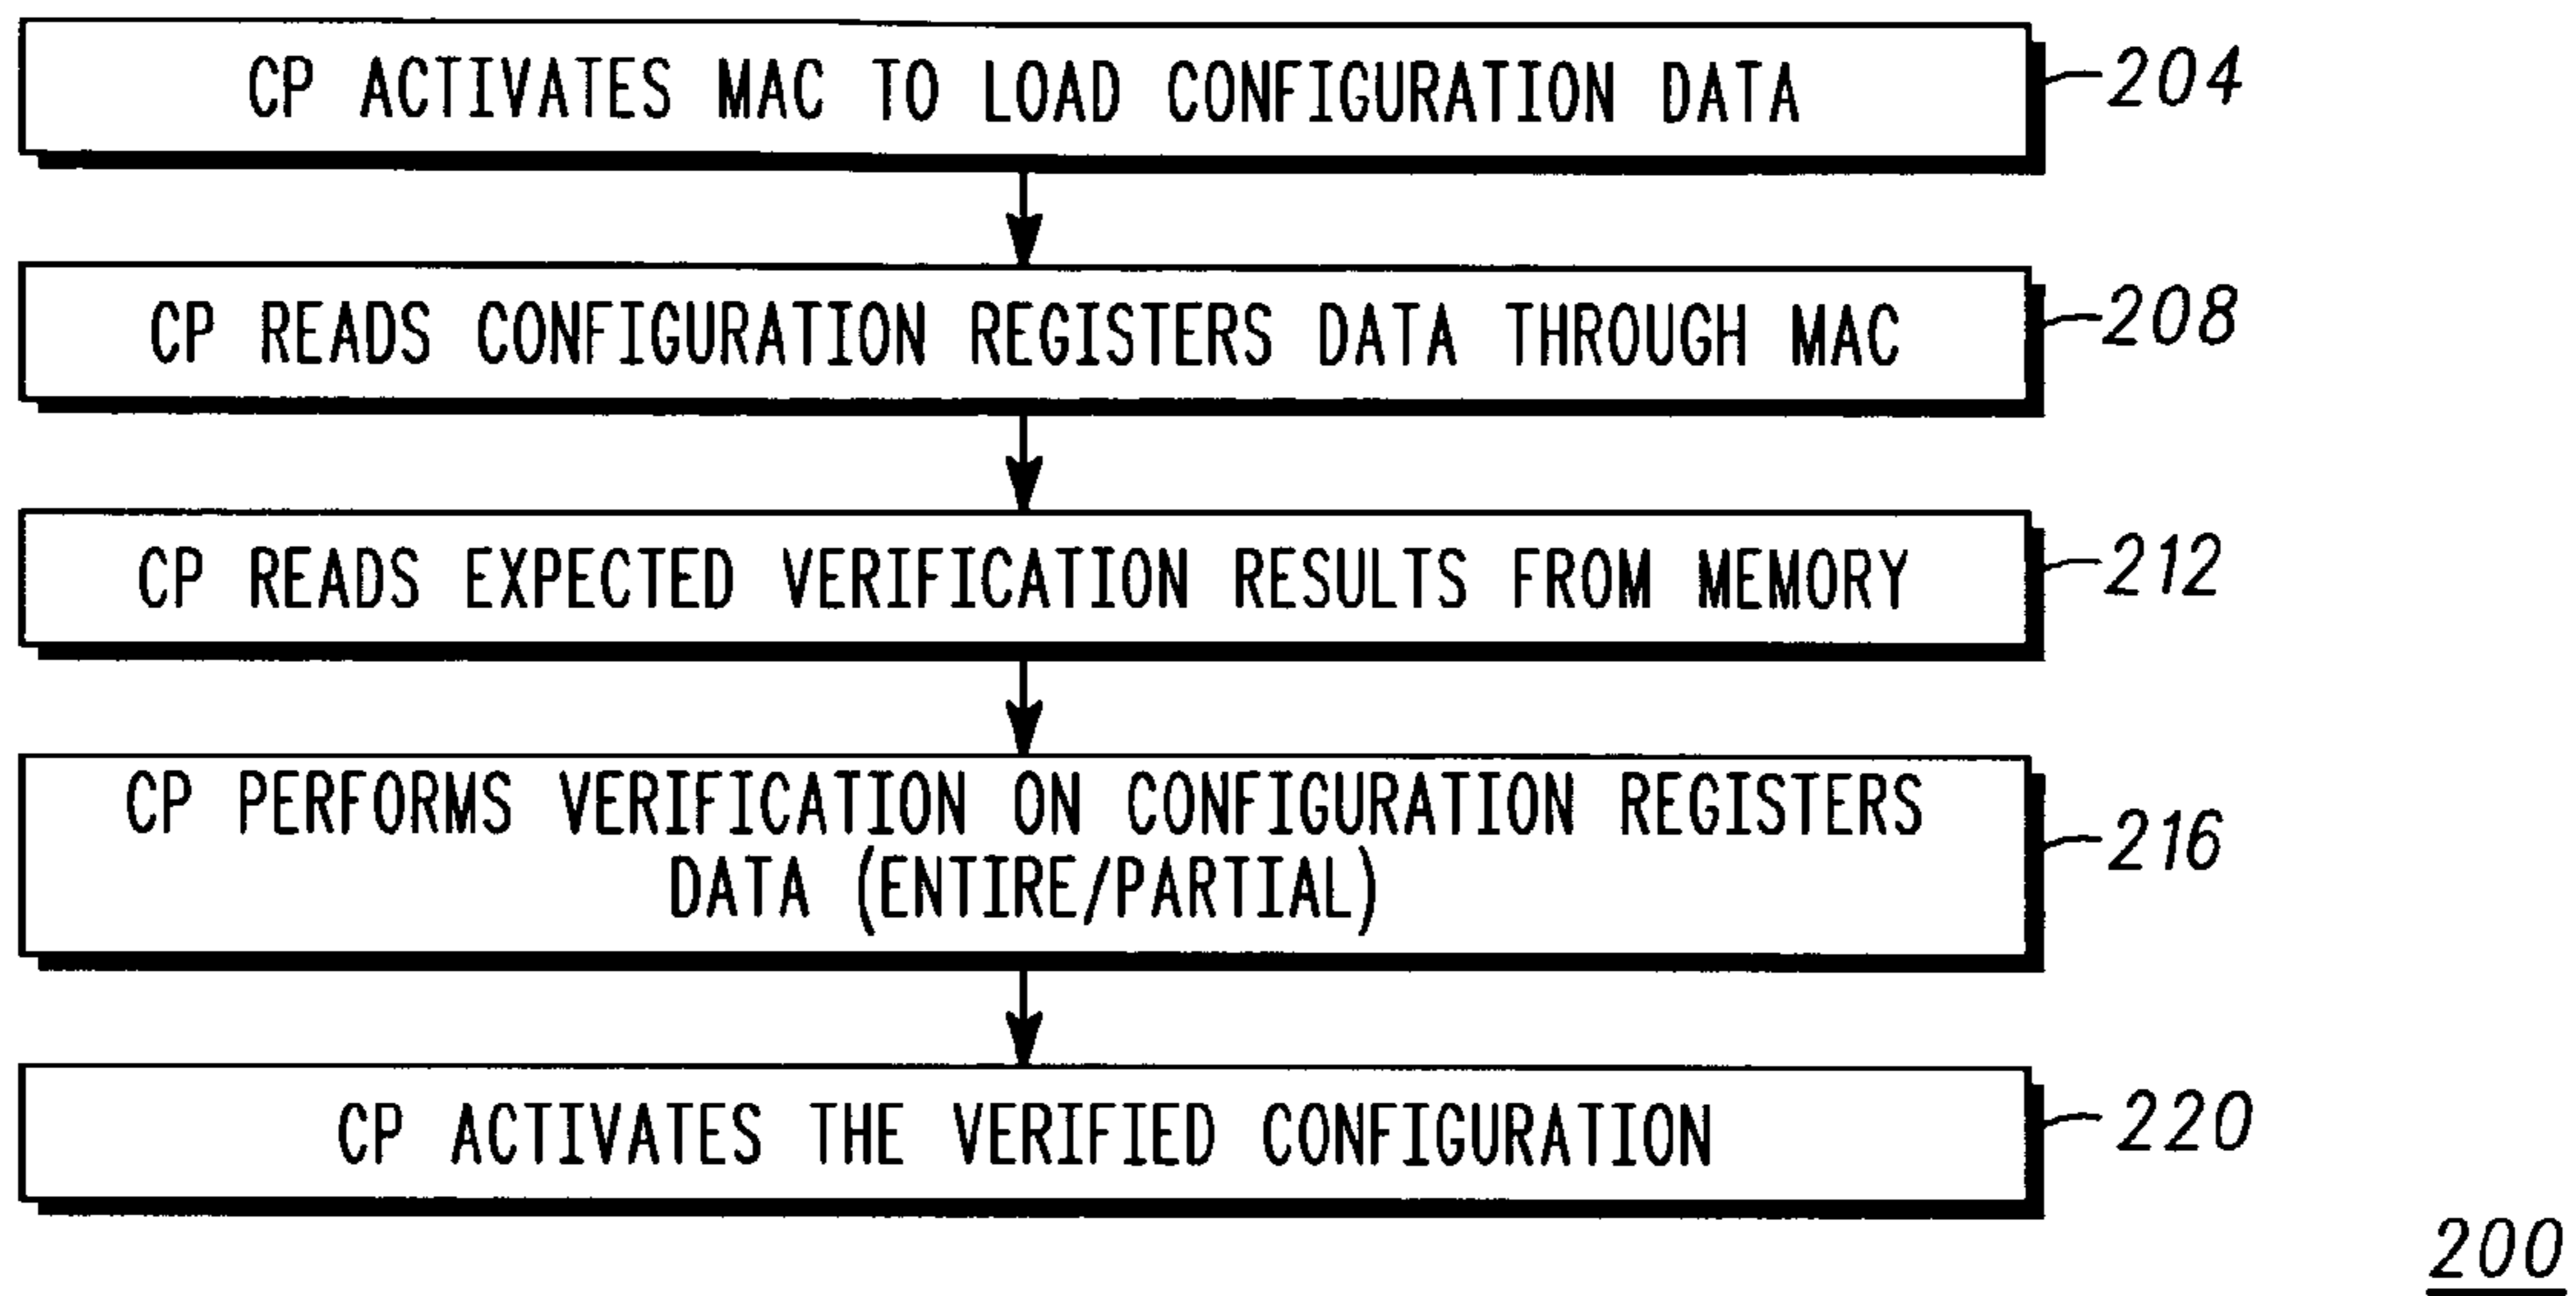 CP ACTIVATES MAC TO LOAD CONFIGURATION DATA
204
CP READS CONFIGURATION REGISTERS DATA THROUGH MAC
208
CP READS EXPECTED VERIFICATION RESULTS FROM MEMORY
212
CP PERFORMS VERIFICATION ON CONFIGURATION REGISTERS
DATA (ENTIRE/PARTIAL)
216
CP ACTIVATES THE VERIFIED CONFIGURATION
220
200